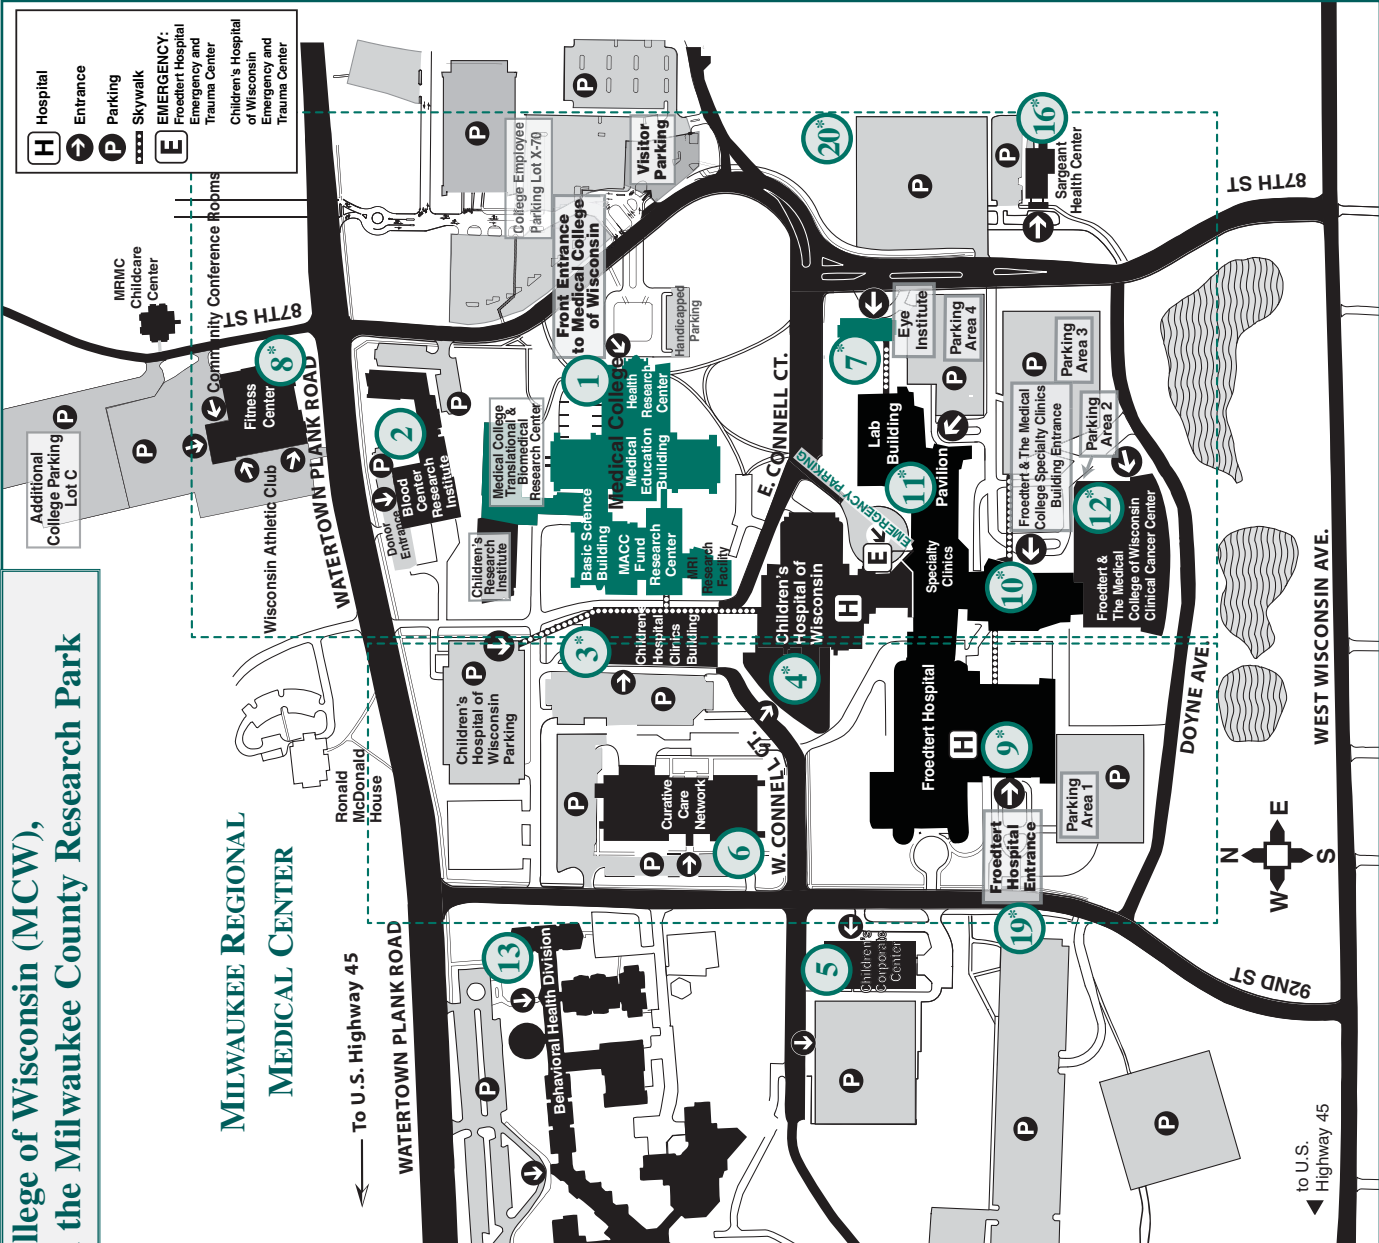 llege of Wisconsin (MCW),
the Milwaukee County Research Park
MILWAUKEE REGIONAL
MEDICAL CENTER
H Hospital
Entrance
P Parking
Skywalk
E EMERGENCY:
Froedtert Hospital
Emergency and
Trauma Center
Children's Hospital
of Wisconsin
Emergency and
Trauma Center
MRMC
Childcare
Center
Community Conference Rooms
87TH ST
8*
Additional
College Parking
Lot C
P
P
Fitness
Center
Wisconsin Athletic Club
WATERTOWN PLANK ROAD
2
P
P
Blood
Center
Research
Institute
Donor
Entrance
College Employee
Parking Lot X-70
P
P
Visitor
Parking
Front Entrance
to Medical College
of Wisconsin
1
Handicapped
Parking
Medical College
Translational &
Biomedical
Research Center
Medical College
Health
Research
Center
Medical
Education
Building
Children's
Research
Institute
Basic Science
Building
MACC
Fund
Research
Center
MRI
Research
Facility
E. CONNELL CT.
20*
P
P
16*
Sargeant
Health Center
87TH ST
7*
Eye
Institute
Parking
Area 4
P
Parking
Area 3
P
Parking
Area 2
Froedtert & The Medical
College Specialty Clinics
Building Entrance
Lab
Building
11*
Pavilion
EMERGENCY PARKING
E
Specialty
Clinics
10*
12*
Froedtert &
The Medical
College of Wisconsin
Clinical Cancer Center
DOYNE AVE.
WEST WISCONSIN AVE.
Children's
Hospital
Clinics
Building
3*
P
Children's
Hospital of
Wisconsin
Parking
P
Children's
Hospital of
Wisconsin
H
4*
Ronald
McDonald
House
P
Curative
Care
Network
P
6
W. CONNELL CT.
Froedtert Hospital
H
9*
Froedtert
Hospital
Entrance
Parking
Area 1
P
19*
N
E
S
W
92ND ST
To U.S. Highway 45
WATERTOWN PLANK ROAD
13
Behavioral Health Division
P
5
Children's
Corporate
Center
P
P
P
to U.S.
Highway 45